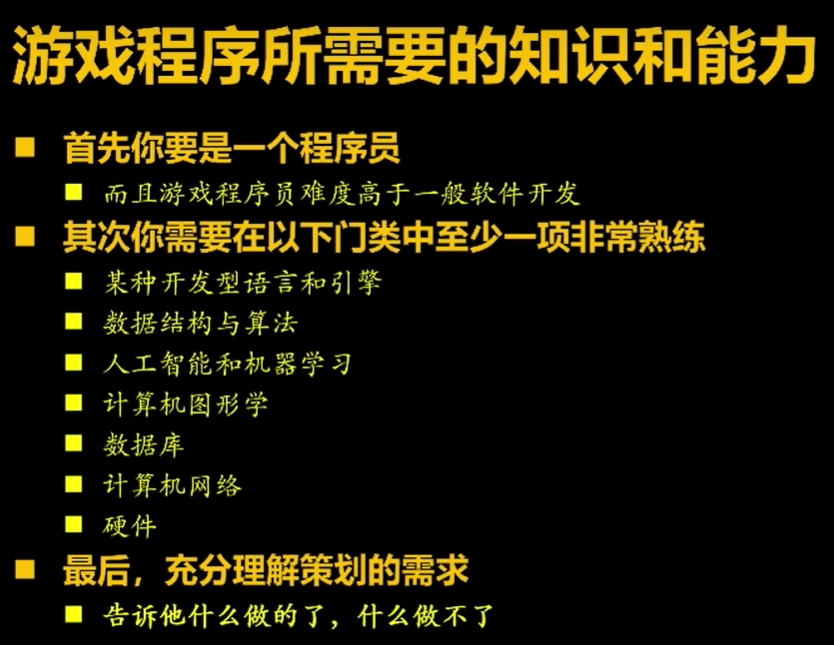 游戏程序所需要的知识和能力
首先你要是一个程序员
而且游戏程序员难度高于一般软件开发
其次你需要在以下门类中至少一项非常熟练
某种开发型语言和引擎
数据结构与算法
人工智能和机器学习
计算机图形学
数据库
计算机网络
硬件
最后，充分理解策划的需求
告诉他什么做的了，什么做不了